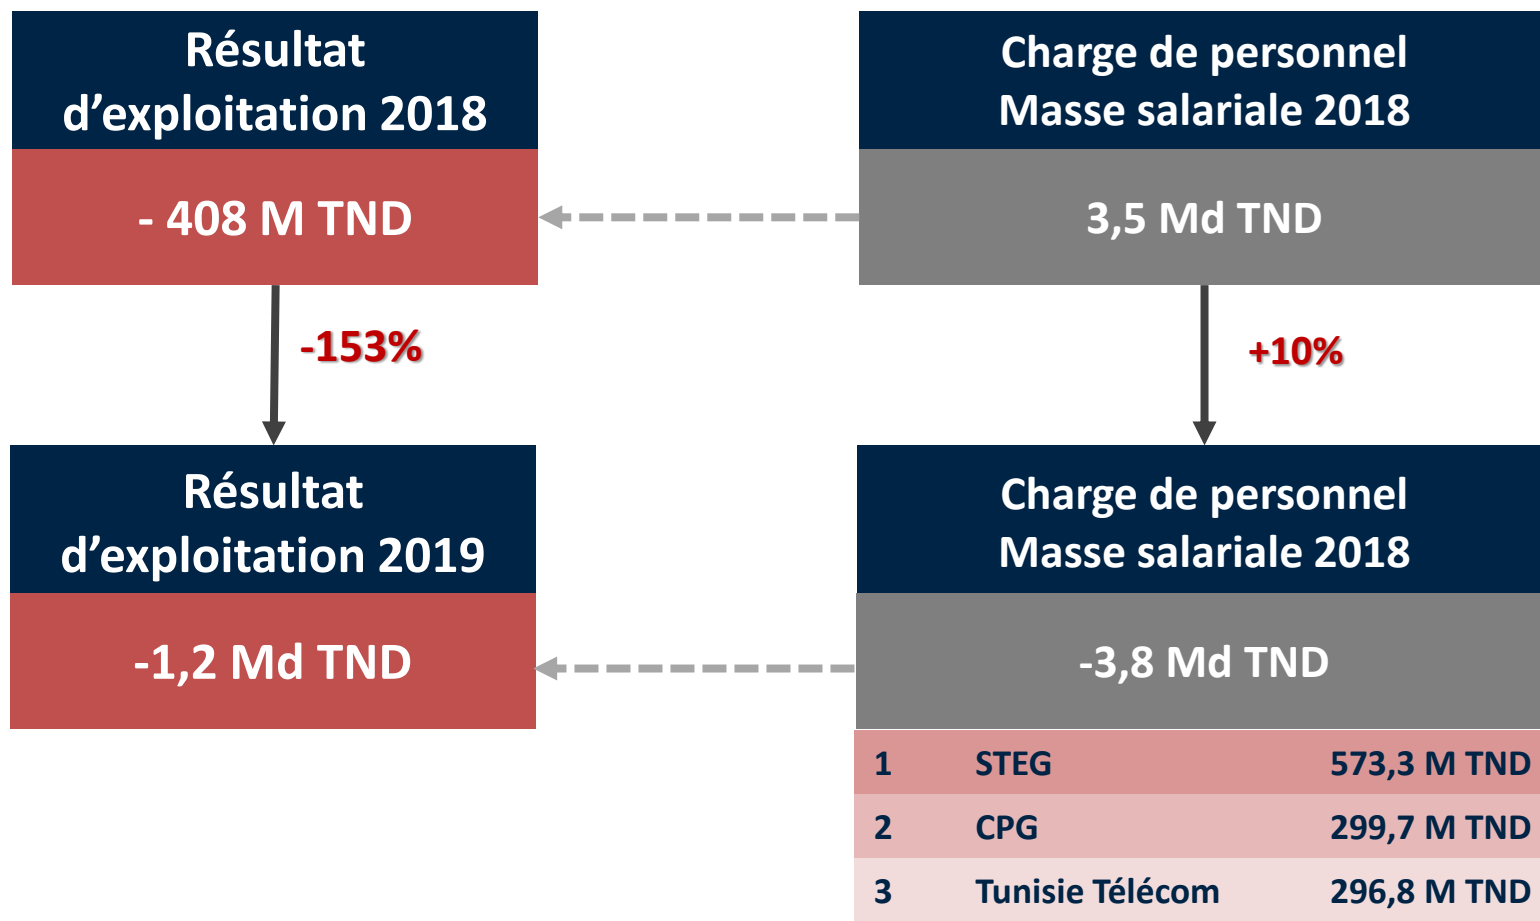 Résultat
d’exploitation 2018
- 408 M TND
Charge de personnel
Masse salariale 2018
3,5 Md TND
-153%
+10%
Résultat
d’exploitation 2019
-1,2 Md TND
Charge de personnel
Masse salariale 2018
-3,8 Md TND
1 STEG 573,3 M TND
2 CPG 299,7 M TND
3 Tunisie Télécom 296,8 M TND